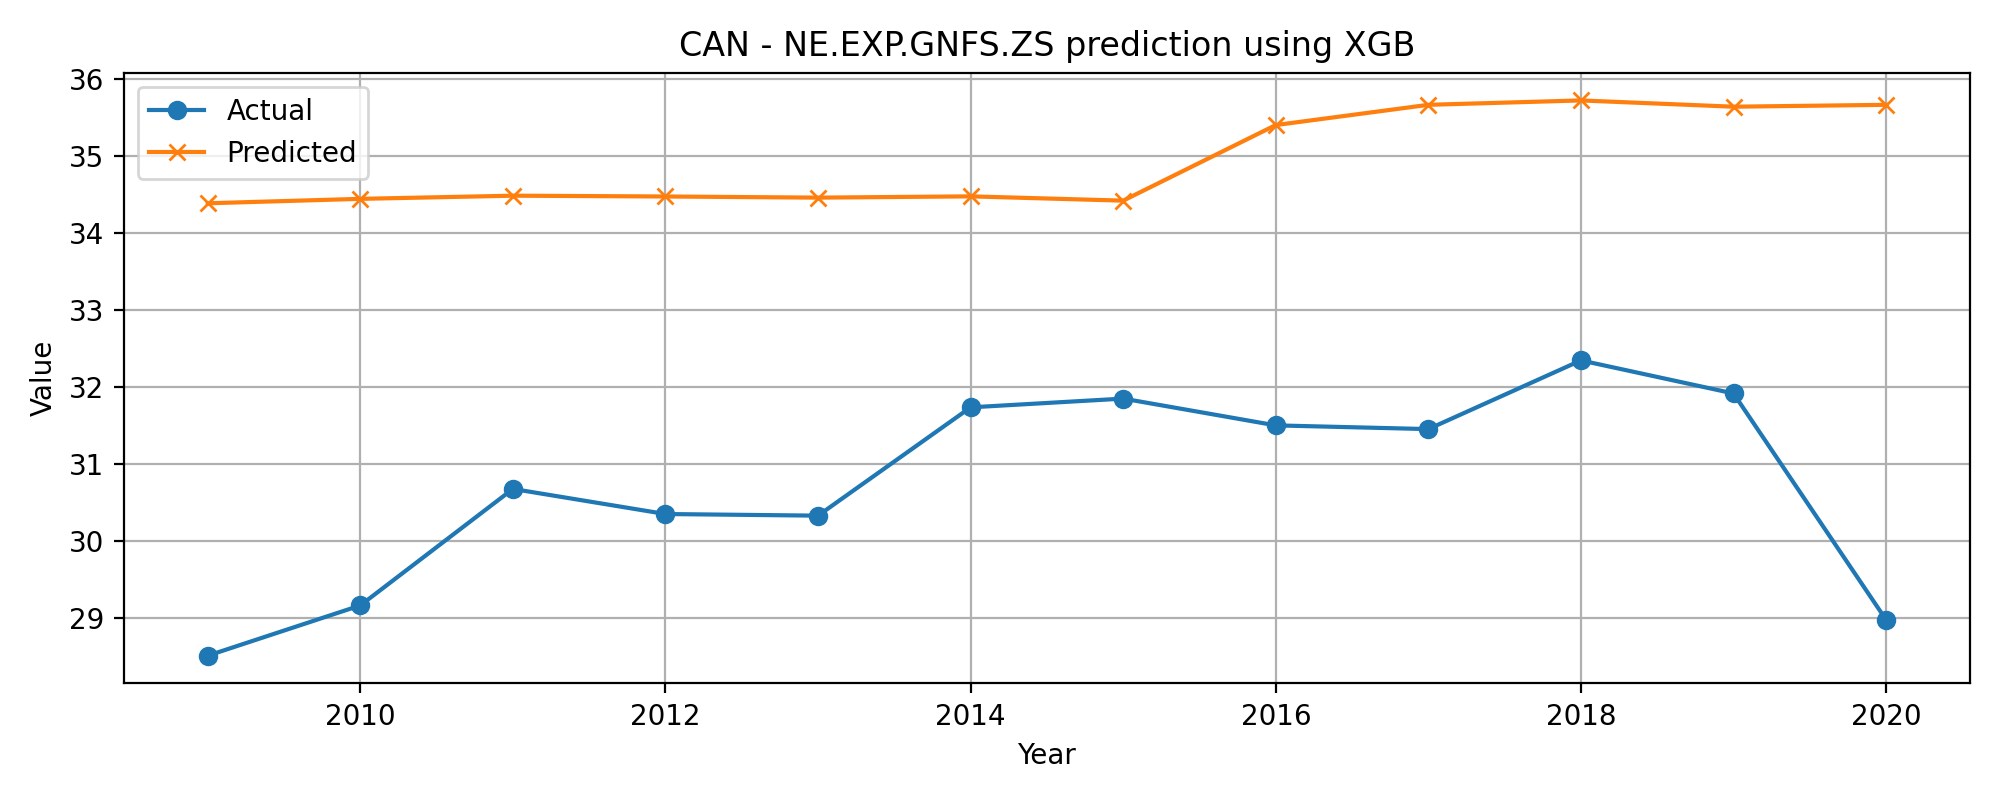 CAN - NE.EXP.GNFS.ZS prediction using XGB
Actual
Predicted
Value
36
35
34
33
32
31
30
29
2010 2012 2014 2016 2018 2020
Year